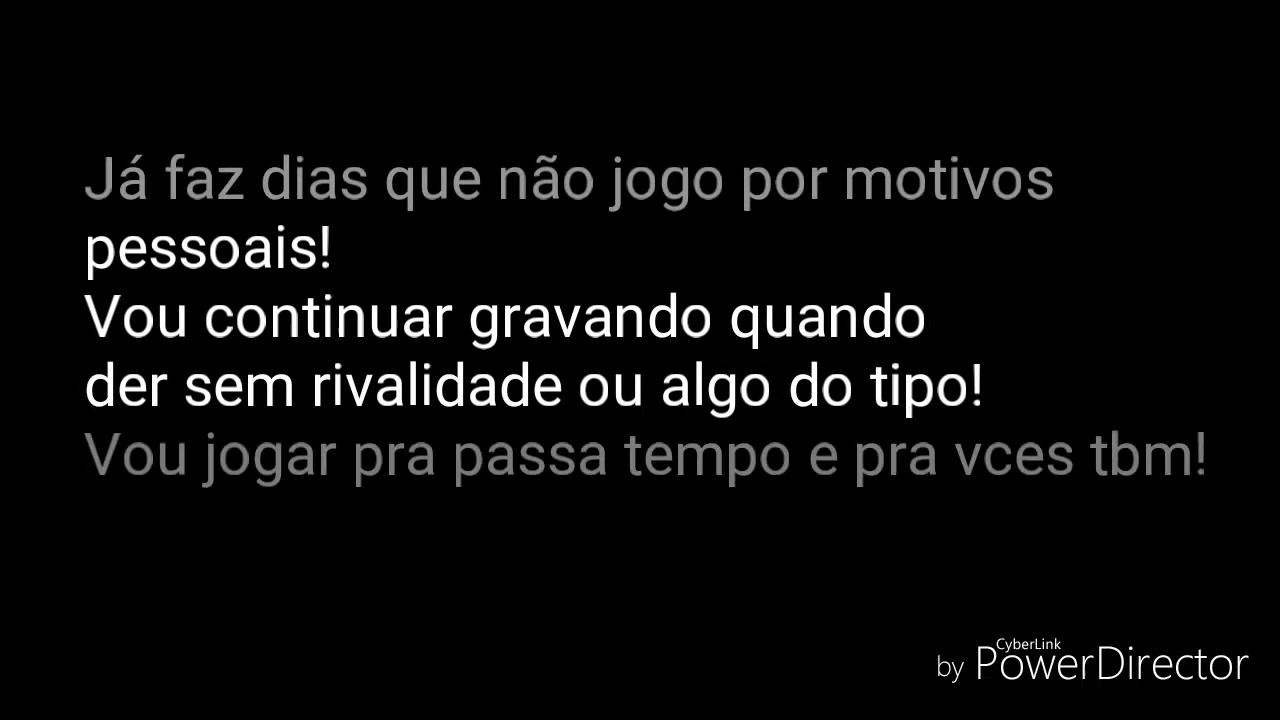 Já faz dias que não jogo por motivos
pessoais!
Vou continuar gravando quando
der sem rivalidade ou algo do tipo!
Vou jogar pra passa tempo e pra vces tbm!
CyberLink
by PowerDirector